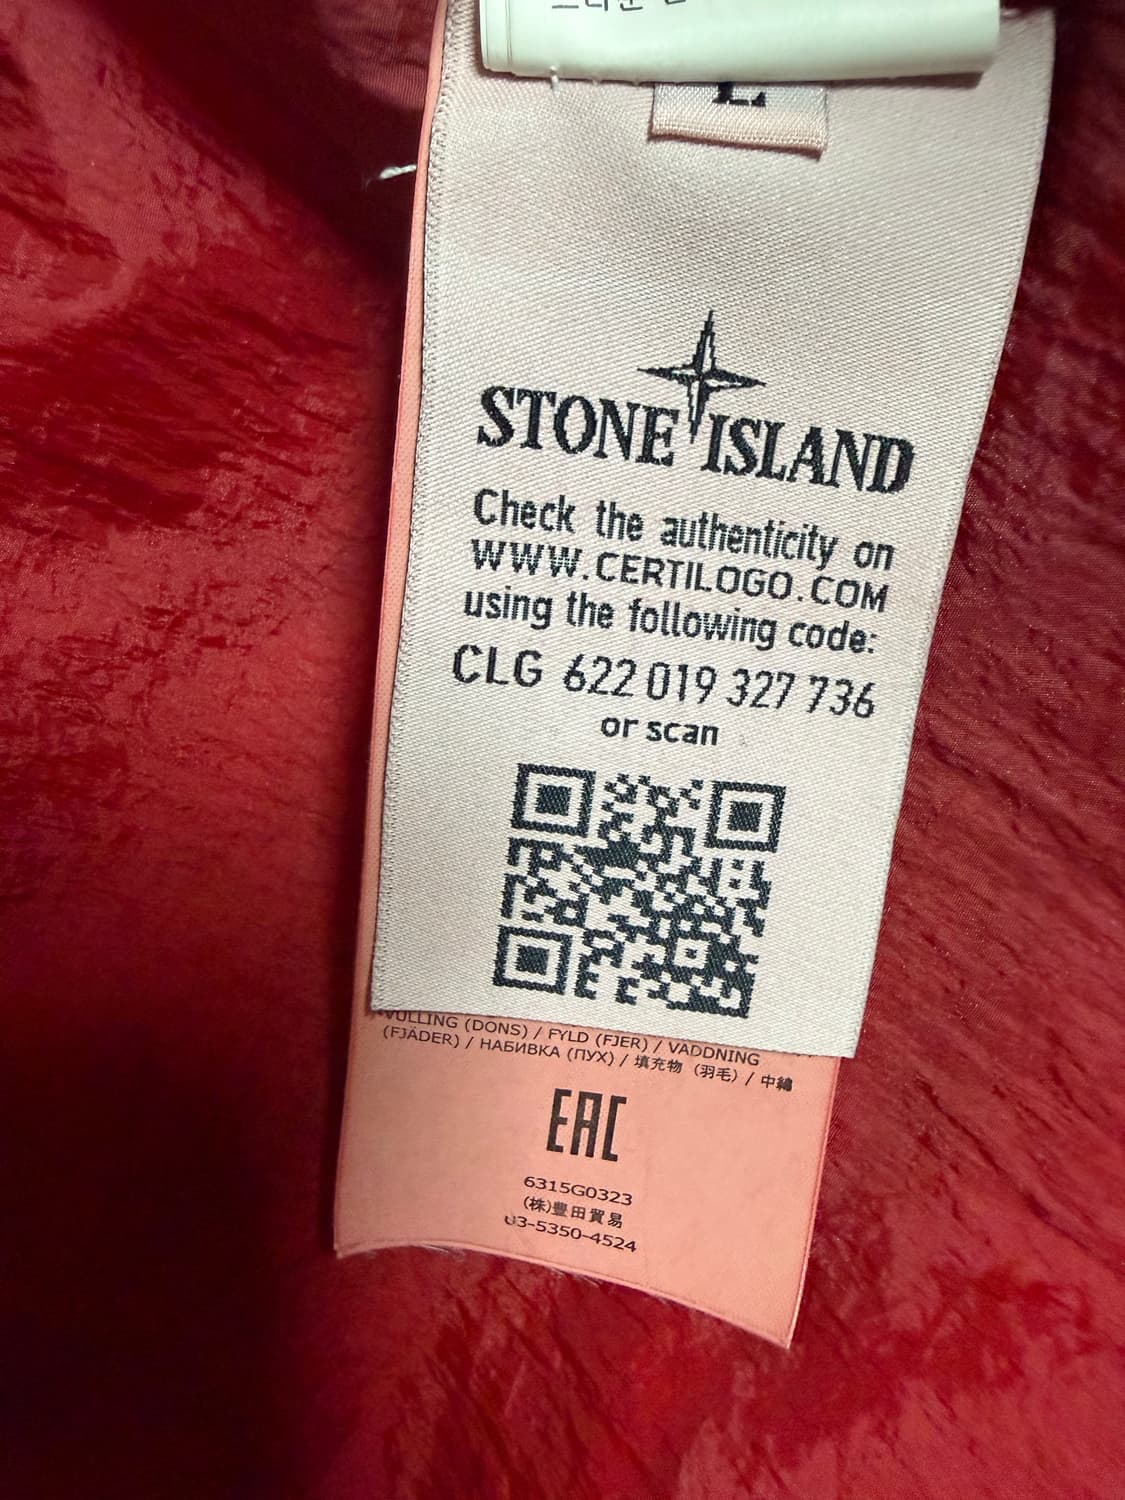 L
STONE ISLAND
Check the authenticity on
WWW.CERTILOGO.COM
using the following code:
CLG 622 019 327 736
or scan
VULLING (DONS) / FYLD (FJER) / VADDNING
(FJÄDER) / НАБИВКА (ПУХ) / 填充物 (羽毛) / 中綿
EAC
6315G0323
(株)豊田貿易
03-5350-4524